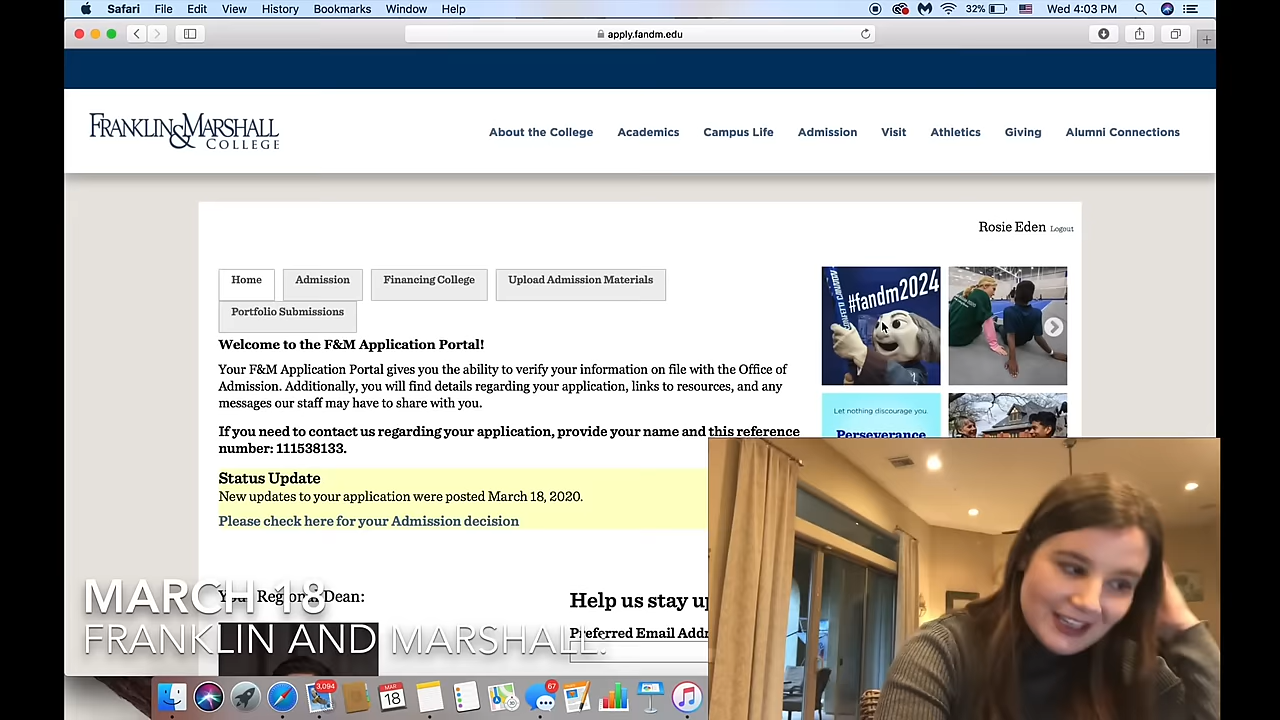 Safari File Edit View History Bookmarks Window Help
32% Wed 4:03 PM
apply.fandm.edu
FRANKLIN & MARSHALL
COLLEGE
About the College Academics Campus Life Admission Visit Athletics Giving Alumni Connections
Rosie Eden Logout
Home Admission Financing College Upload Admission Materials
Portfolio Submissions
#fandm2024
Welcome to the F&M Application Portal!
Your F&M Application Portal gives you the ability to verify your information on file with the Office of
Admission. Additionally, you will find details regarding your application, links to resources, and any
messages our staff may have to share with you.
Let nothing discourage you.
Perseverance
If you need to contact us regarding your application, provide your name and this reference
number: 111538133.
Status Update
New updates to your application were posted March 18, 2020.
Please check here for your Admission decision
Regional Dean:
Help us stay
Preferred Email
MARCH 18
FRANKLIN AND MARSHALL:
3,094
MAR
18
67